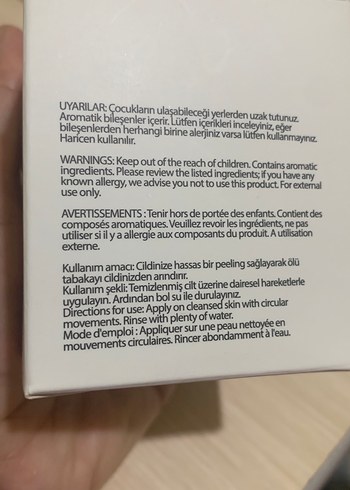 UYARILAR: Çocukların ulaşabileceği yerlerden uzak tutunuz.
Aromatik bileşenler içerir. Lütfen içerikleri inceleyiniz, eğer
bileşenlerden herhangi birine alerjiniz varsa lütfen kullanmayınız.
Haricen kullanılır.
WARNINGS: Keep out of the reach of children. Contains aromatic
ingredients. Please review the listed ingredients; if you have any
known allergy, we advise you not to use this product. For external
use only.
AVERTISSEMENTS : Tenir hors de portée des enfants. Contient des
composés aromatiques. Veuillez revoir les ingrédients, ne pas
utiliser si il y a allergie aux composants du produit. A utilisation
externe.
Kullanım amacı: Cildinize hassas bir peeling sağlayarak ölü
tabakayı cildinizden arındırır.
Kullanım şekli: Temizlenmiş cilt üzerine dairesel hareketlerle
uygulayın. Ardından bol su ile durulayınız.
Directions for use: Apply on cleansed skin with circular
movements. Rinse with plenty of water.
Mode d'emploi : Appliquer sur une peau nettoyée en
mouvements circulaires. Rincer abondamment à l'eau.